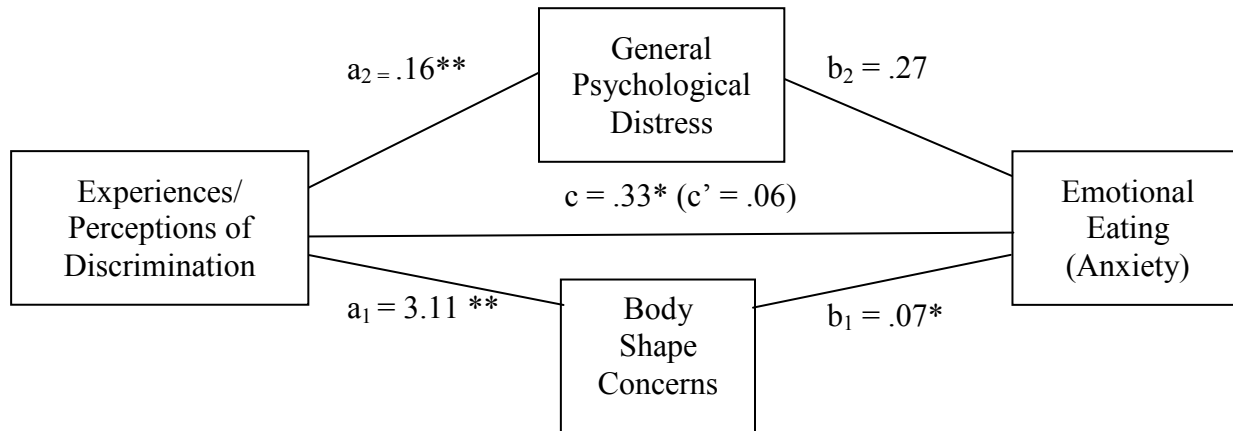 General
Psychological
Distress
a2 = .16**
b2 = .27
Experiences/
Perceptions of
Discrimination
c = .33* (c’ = .06)
Emotional
Eating
(Anxiety)
a1 = 3.11 **
Body
Shape
Concerns
b1 = .07*